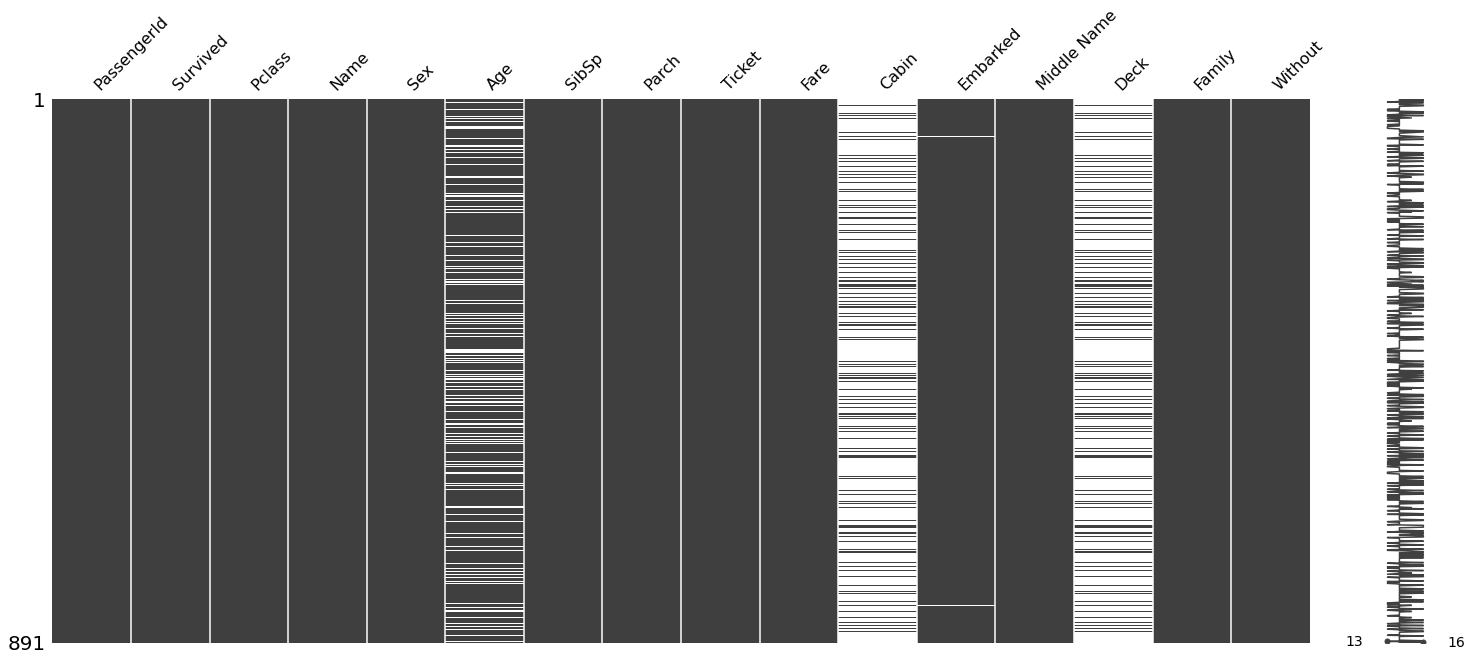 PassengerId Survived Pclass Name Sex Age SibSp Parch Ticket Fare Cabin Embarked Middle Name Deck Family Without
1
891
13 16